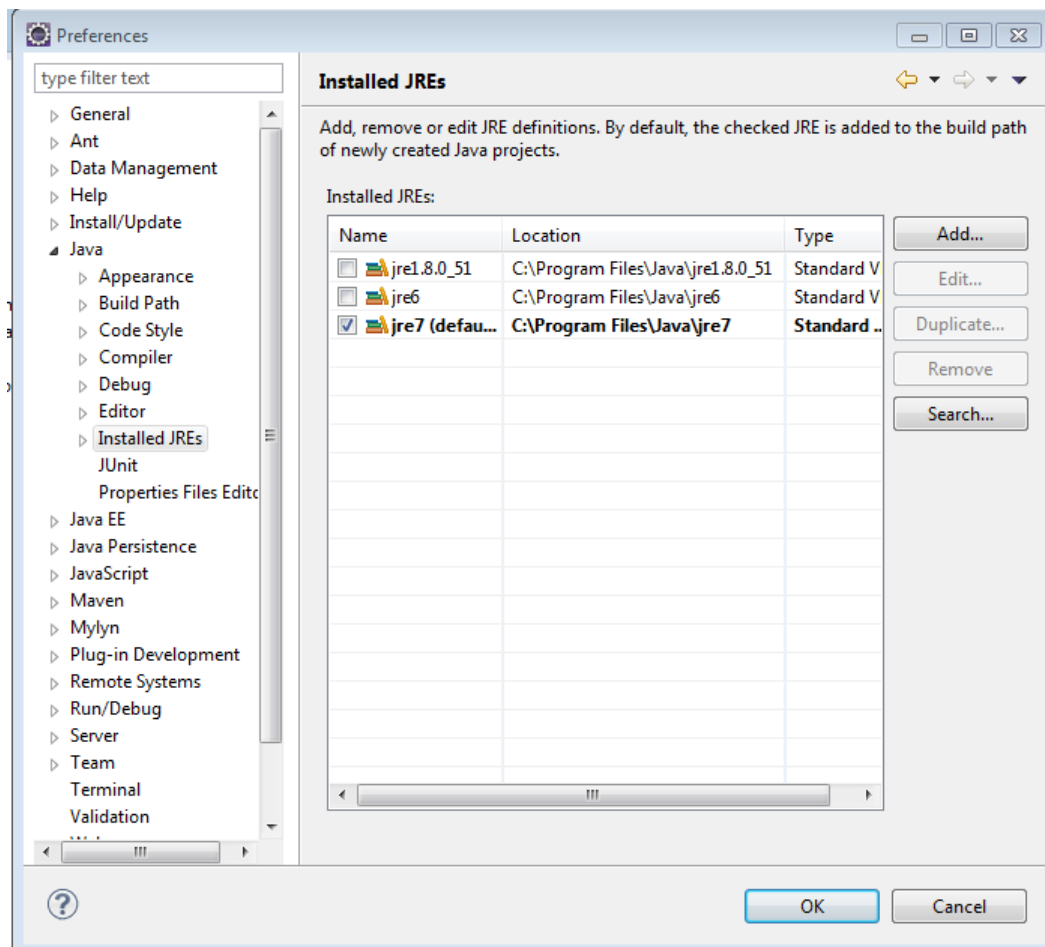 Preferences
type filter text
General
Ant
Data Management
Help
Install/Update
Java
Appearance
Build Path
Code Style
Compiler
Debug
Editor
Installed JREs
JUnit
Properties Files Edito
Java EE
Java Persistence
JavaScript
Maven
Mylyn
Plug-in Development
Remote Systems
Run/Debug
Server
Team
Terminal
Validation
Installed JREs
Add, remove or edit JRE definitions. By default, the checked JRE is added to the build path
of newly created Java projects.
Installed JREs:
Name Location Type
jre1.8.0_51 C:\Program Files\Java\jre1.8.0_51 Standard V
jre6 C:\Program Files\Java\jre6 Standard V
jre7 (defau... C:\Program Files\Java\jre7 Standard ..
Add...
Edit...
Duplicate...
Remove
Search...
OK Cancel